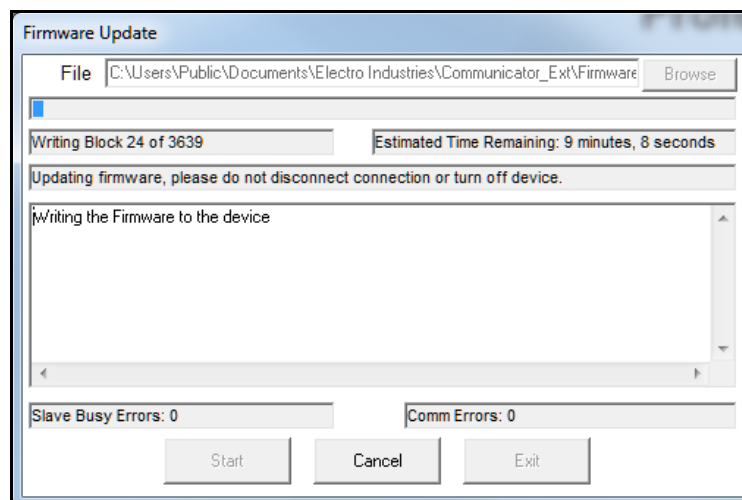 Firmware Update
File C:\Users\Public\Documents\Electro Industries\Communicator_Ext\Firmware Browse
Writing Block 24 of 3639 Estimated Time Remaining: 9 minutes, 8 seconds
Updating firmware, please do not disconnect connection or turn off device.
Writing the Firmware to the device
Slave Busy Errors: 0 Comm Errors: 0
Start Cancel Exit